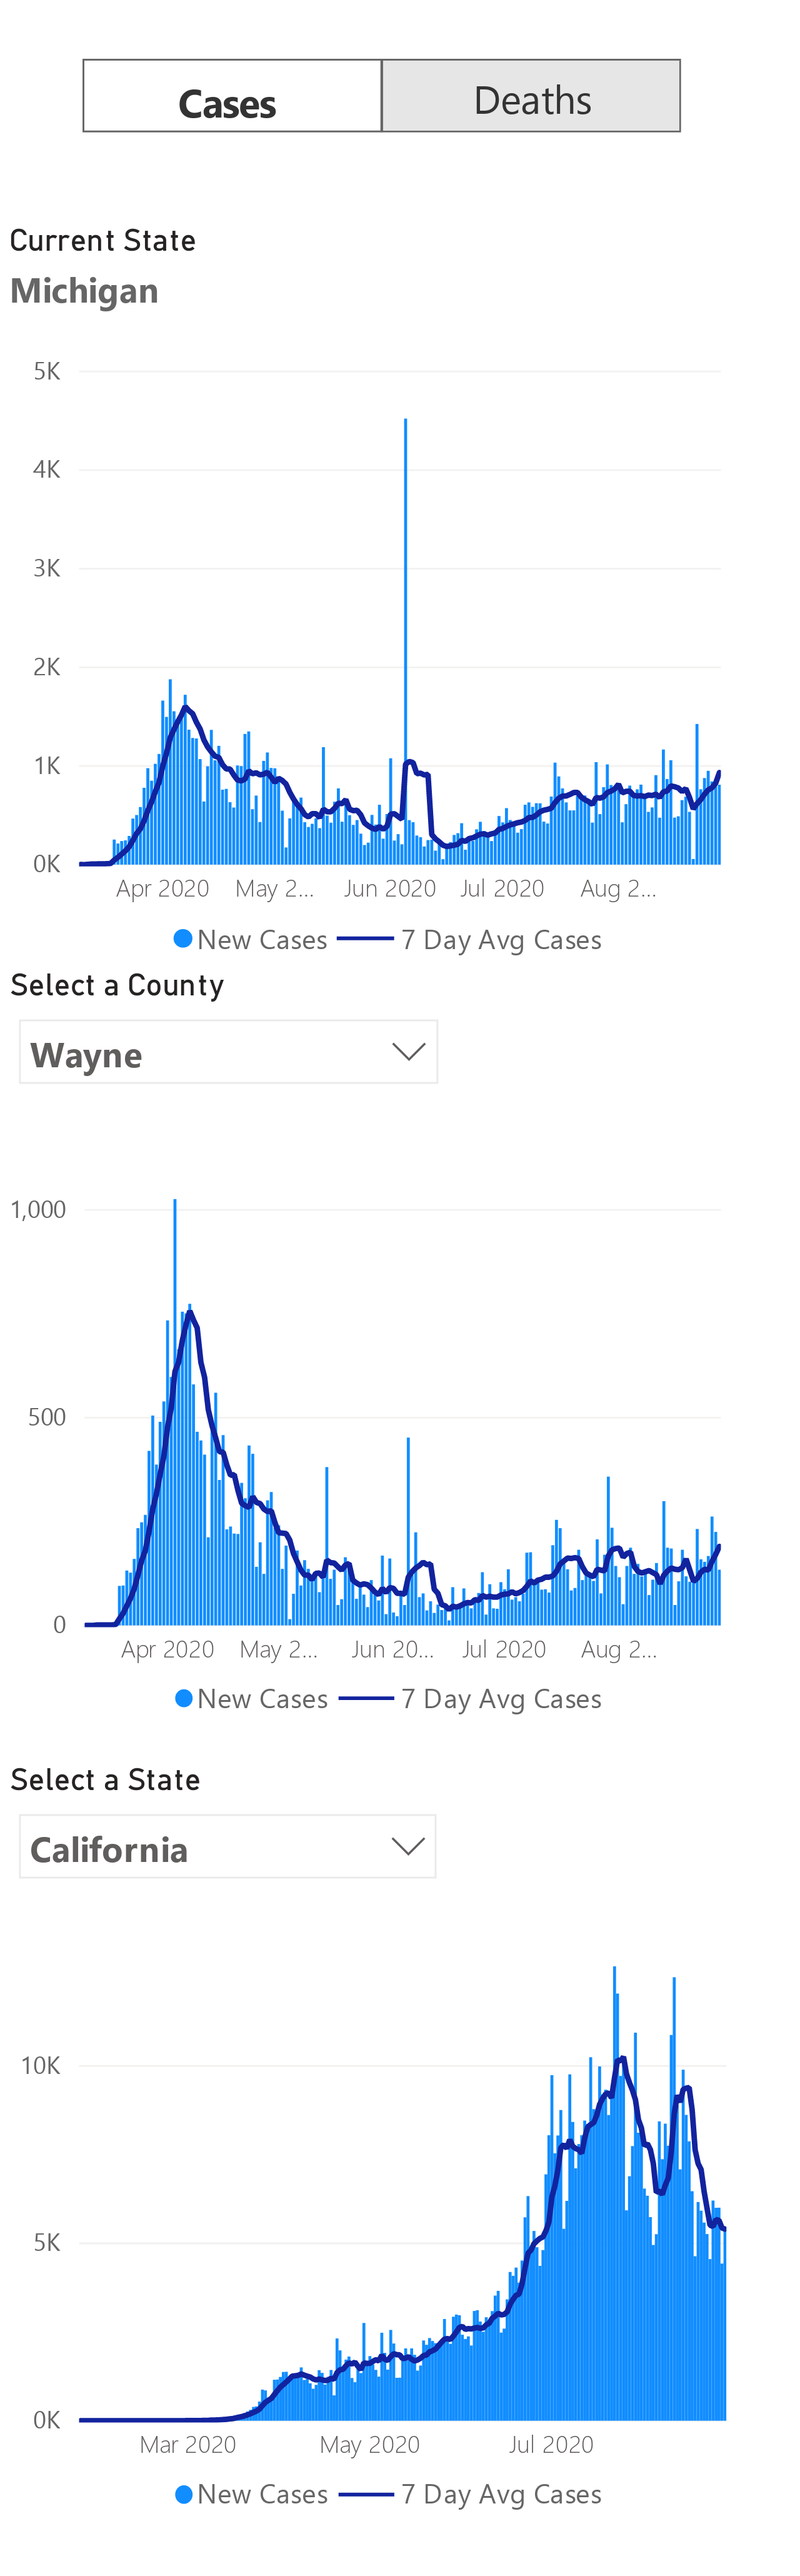 Cases Deaths
Current State
Michigan
5K
4K
3K
2K
1K
0K
Apr 2020 May 2... Jun 2020 Jul 2020 Aug 2...
New Cases 7 Day Avg Cases
Select a County
Wayne
1,000
500
0
Apr 2020 May 2... Jun 20... Jul 2020 Aug 2...
New Cases 7 Day Avg Cases
Select a State
California
10K
5K
0K
Mar 2020 May 2020 Jul 2020
New Cases 7 Day Avg Cases